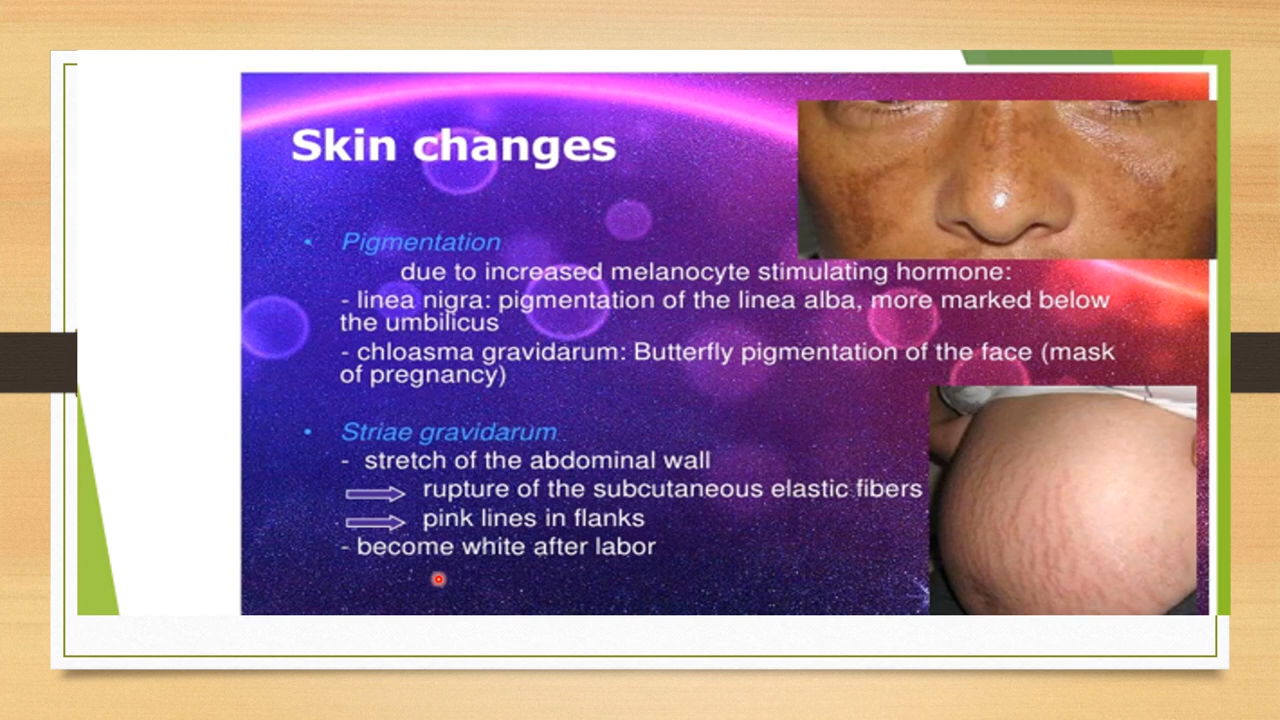 Skin changes
• Pigmentation
due to increased melanocyte stimulating hormone:
- linea nigra: pigmentation of the linea alba, more marked below
the umbilicus
- chloasma gravidarum: Butterfly pigmentation of the face (mask
of pregnancy)
• Striae gravidarum
- stretch of the abdominal wall
rupture of the subcutaneous elastic fibers
pink lines in flanks
- become white after labor